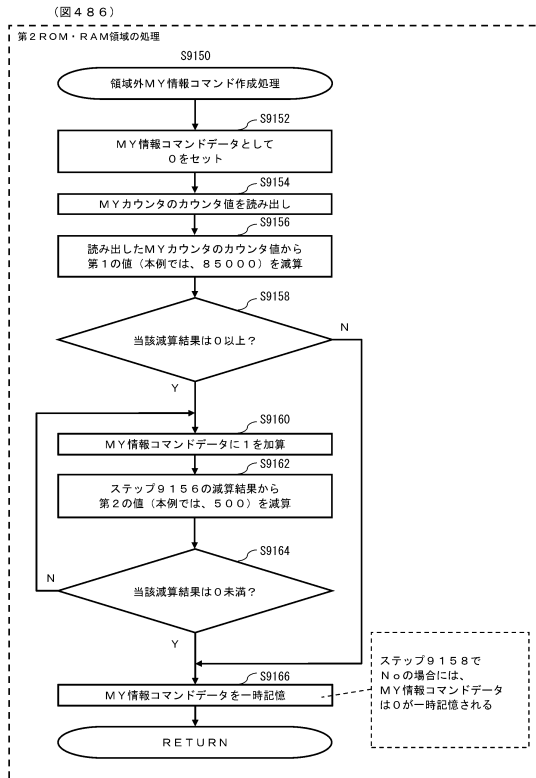 （図４８６）
第２ＲＯＭ・ＲＡＭ領域の処理
S9150
領域外ＭＹ情報コマンド作成処理
S9152
ＭＹ情報コマンドデータとして
０をセット
S9154
ＭＹカウンタのカウンタ値を読み出し
S9156
読み出したＭＹカウンタのカウンタ値から
第１の値（本例では、８５０００）を減算
S9158
当該減算結果は０以上？
N
Y
S9160
ＭＹ情報コマンドデータに１を加算
S9162
ステップ９１５６の減算結果から
第２の値（本例では、５００）を減算
S9164
当該減算結果は０未満？
N
Y
S9166
ＭＹ情報コマンドデータを一時記憶
ステップ９１５８で
Ｎｏの場合には、
ＭＹ情報コマンドデータ
は０が一時記憶される
ＲＥＴＵＲＮ